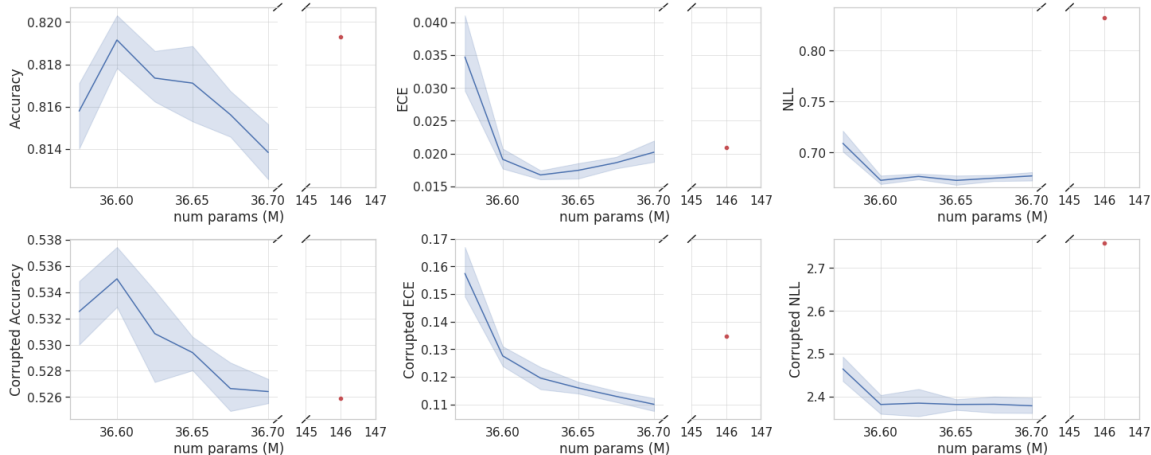 0.820
0.818
0.816
0.814
Accuracy
36.60 36.65 36.70 145 146 147
num params (M)
0.040
0.035
0.030
0.025
0.020
0.015
ECE
36.60 36.65 36.70 145 146 147
num params (M)
0.80
0.75
0.70
NLL
36.60 36.65 36.70 145 146 147
num params (M)
0.538
0.536
0.534
0.532
0.530
0.528
0.526
Corrupted Accuracy
36.60 36.65 36.70 145 146 147
num params (M)
0.17
0.16
0.15
0.14
0.13
0.12
0.11
Corrupted ECE
36.60 36.65 36.70 145 146 147
num params (M)
2.7
2.6
2.5
2.4
Corrupted NLL
36.60 36.65 36.70 145 146 147
num params (M)